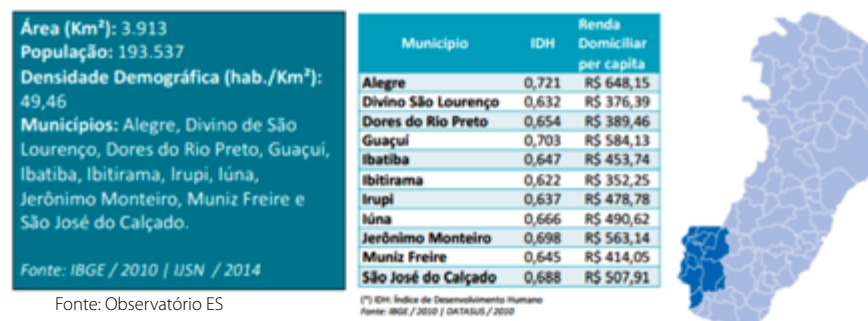 Área (Km²): 3.913
População: 193.537
Densidade Demográfica (hab./Km²):
49,46
Municípios: Alegre, Divino de São
Lourenço, Dores do Rio Preto, Guaçuí,
Ibatiba, Ibitirama, Irupi, Iúna,
Jerônimo Monteiro, Muniz Freire e
São José do Calçado.
Fonte: IBGE / 2010 | IJSN / 2014
Fonte: Observatório ES
Município IDH Renda
Domiciliar
per capita
Alegre 0,721 R$ 648,15
Divino São Lourenço 0,632 R$ 376,39
Dores do Rio Preto 0,654 R$ 389,46
Guaçuí 0,703 R$ 584,13
Ibatiba 0,647 R$ 453,74
Ibitirama 0,622 R$ 352,25
Irupi 0,637 R$ 478,78
Iúna 0,666 R$ 490,62
Jerônimo Monteiro 0,698 R$ 563,14
Muniz Freire 0,645 R$ 414,05
São José do Calçado 0,688 R$ 507,91
(*) IDH: Índice de Desenvolvimento Humano
Fonte: IBGE / 2010 | DATASUS / 2010